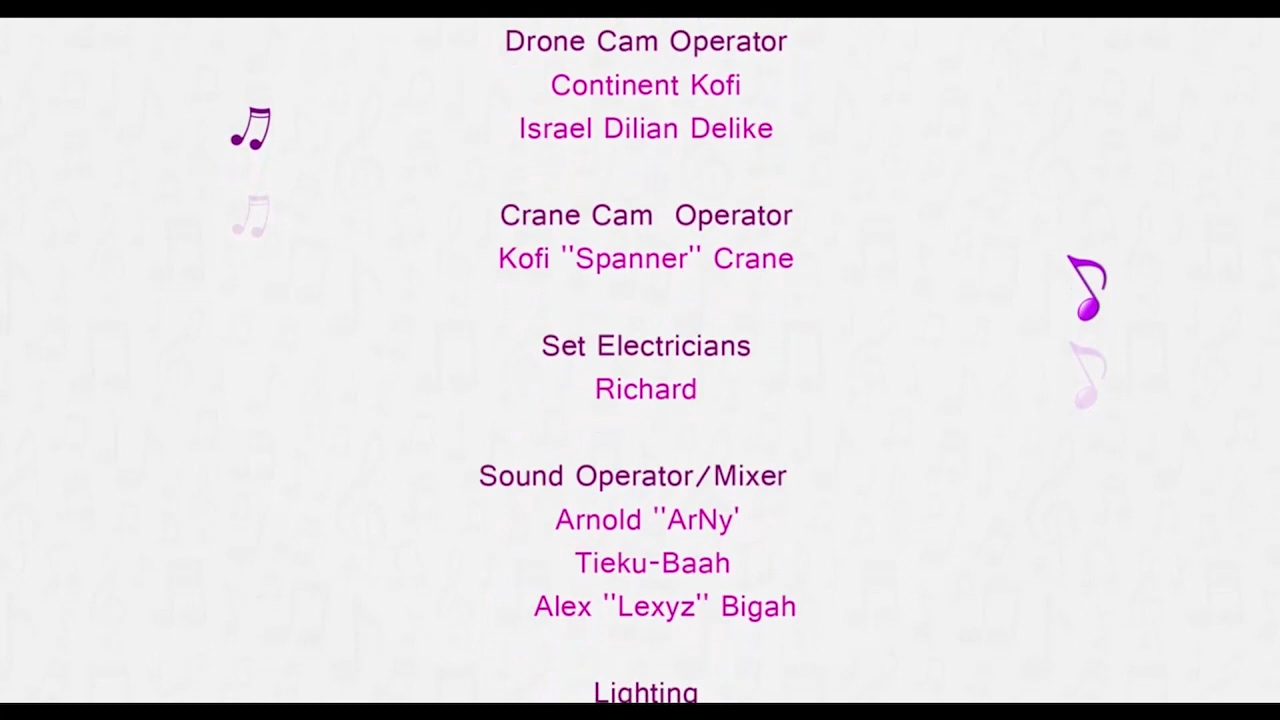 Drone Cam Operator
Continent Kofi
Israel Dilian Delike
Crane Cam  Operator
Kofi "Spanner" Crane
Set Electricians
Richard
Sound Operator/Mixer
Arnold "ArNy'
Tieku-Baah
Alex "Lexyz" Bigah
Lighting